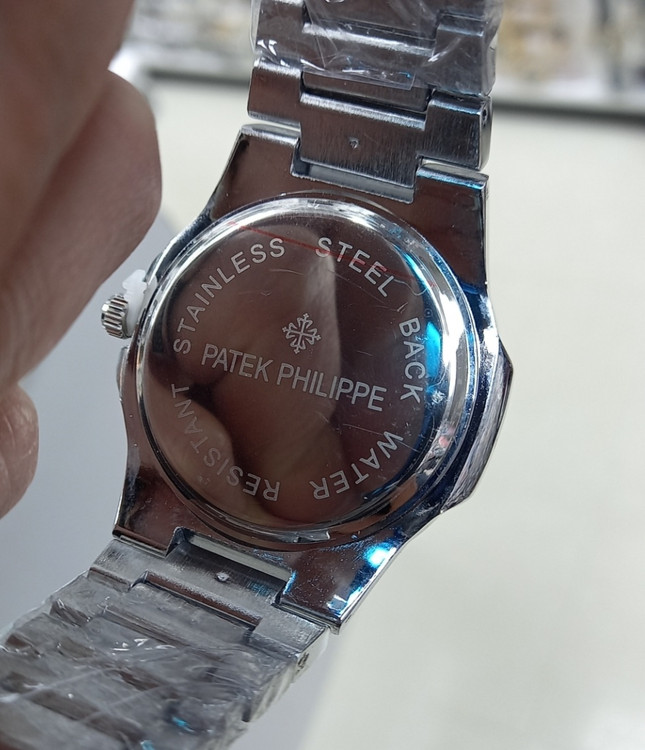 STAINLESS STEEL BACK
PATEK PHILIPPE
WATER RESISTANT